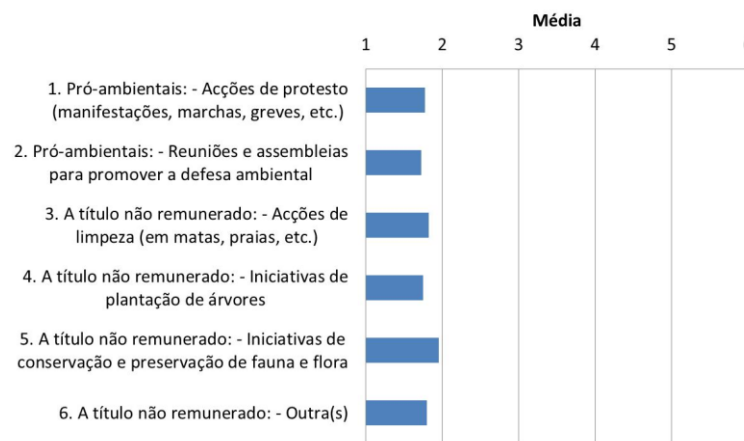 Média
1 2 3 4 5
1. Pró-ambientais: - Acções de protesto
(manifestações, marchas, greves, etc.)
2. Pró-ambientais: - Reuniões e assembleias
para promover a defesa ambiental
3. A título não remunerado: - Acções de
limpeza (em matas, praias, etc.)
4. A título não remunerado: - Iniciativas de
plantação de árvores
5. A título não remunerado: - Iniciativas de
conservação e preservação de fauna e flora
6. A título não remunerado: - Outra(s)